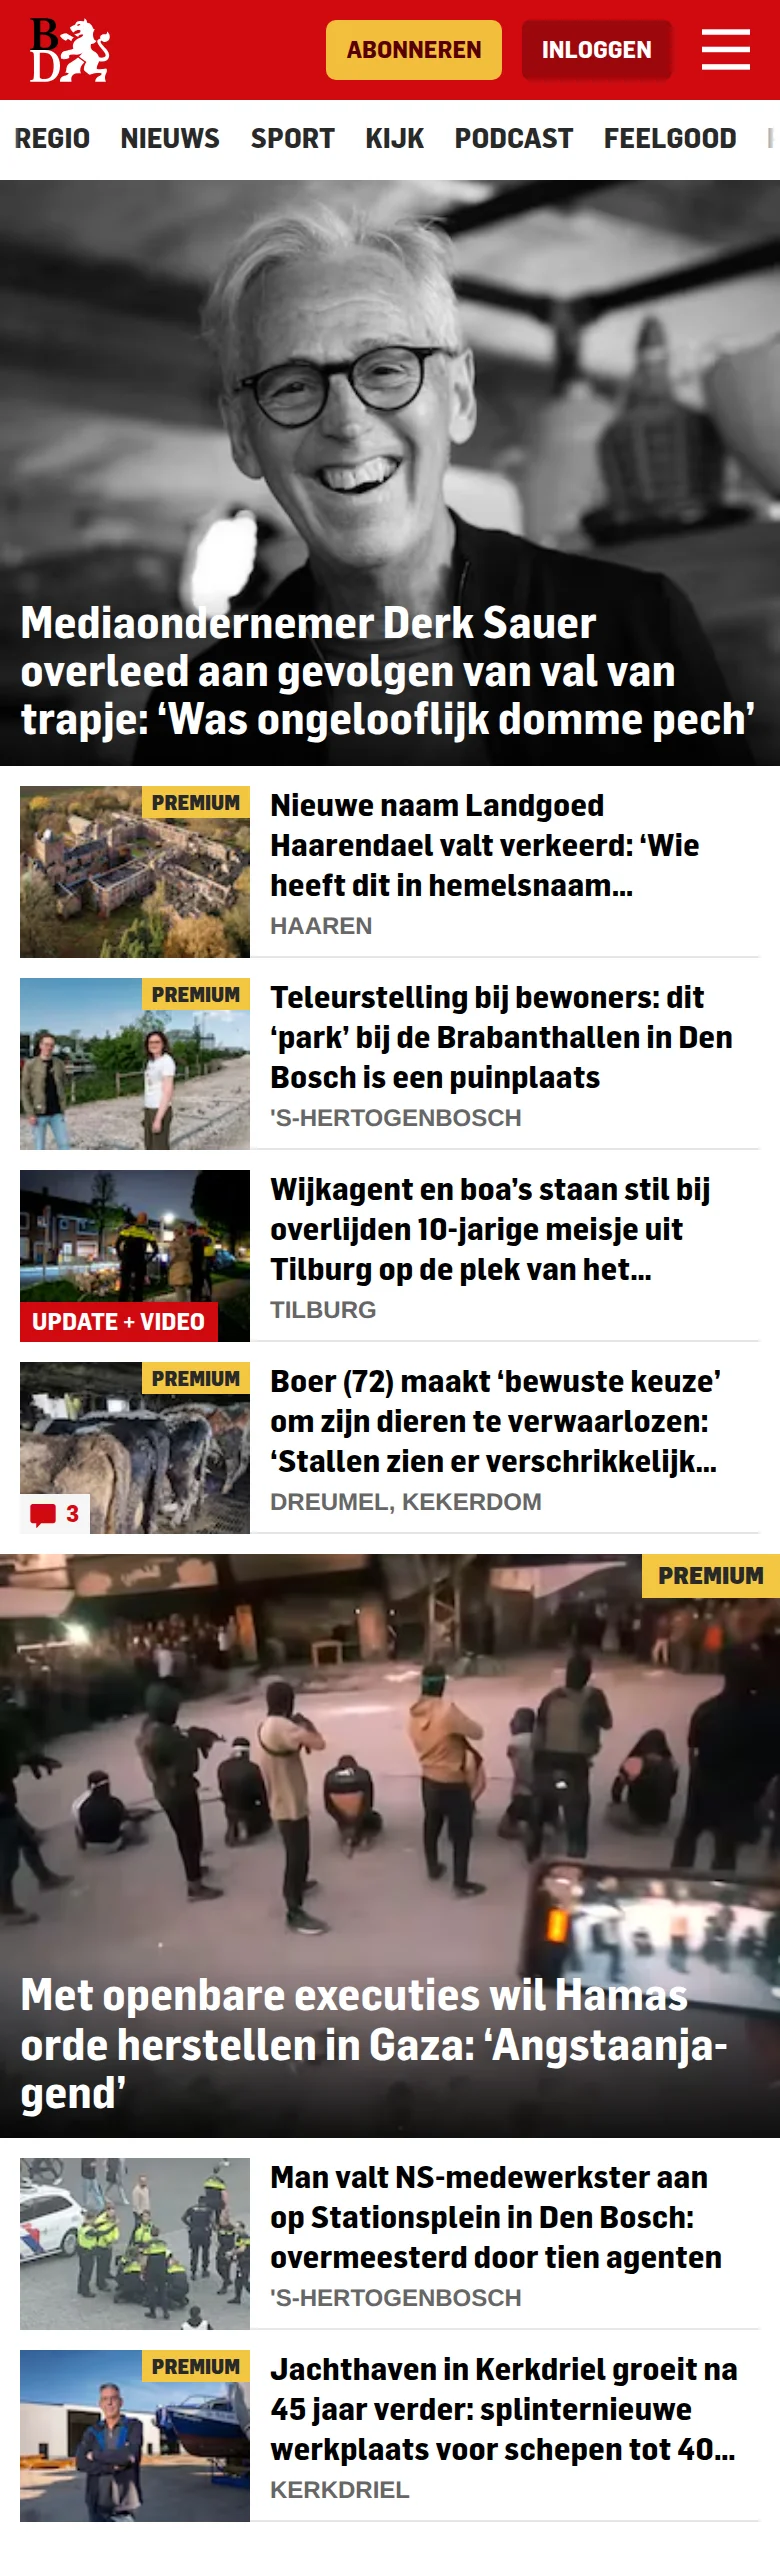 B
D
ABONNEREN
INLOGGEN
REGIO NIEUWS SPORT KIJK PODCAST FEELGOOD
Mediaondernemer Derk Sauer
overleed aan gevolgen van val van
trapje: ‘Was ongelooflijk domme pech’
PREMIUM
Nieuwe naam Landgoed
Haarendael valt verkeerd: ‘Wie
heeft dit in hemelsnaam...
HAAREN
PREMIUM
Teleurstelling bij bewoners: dit
‘park’ bij de Brabanthallen in Den
Bosch is een puinplaats
'S-HERTOGENBOSCH
UPDATE + VIDEO
Wijkagent en boa’s staan stil bij
overlijden 10-jarige meisje uit
Tilburg op de plek van het...
TILBURG
PREMIUM
3
Boer (72) maakt ‘bewuste keuze’
om zijn dieren te verwaarlozen:
‘Stallen zien er verschrikkelijk...
DREUMEL, KEKERDOM
PREMIUM
Met openbare executies wil Hamas
orde herstellen in Gaza: ‘Angstaanja-
gend’
Man valt NS-medewerkster aan
op Stationsplein in Den Bosch:
overmeesterd door tien agenten
'S-HERTOGENBOSCH
PREMIUM
Jachthaven in Kerkdriel groeit na
45 jaar verder: splinternieuwe
werkplaats voor schepen tot 40...
KERKDRIEL